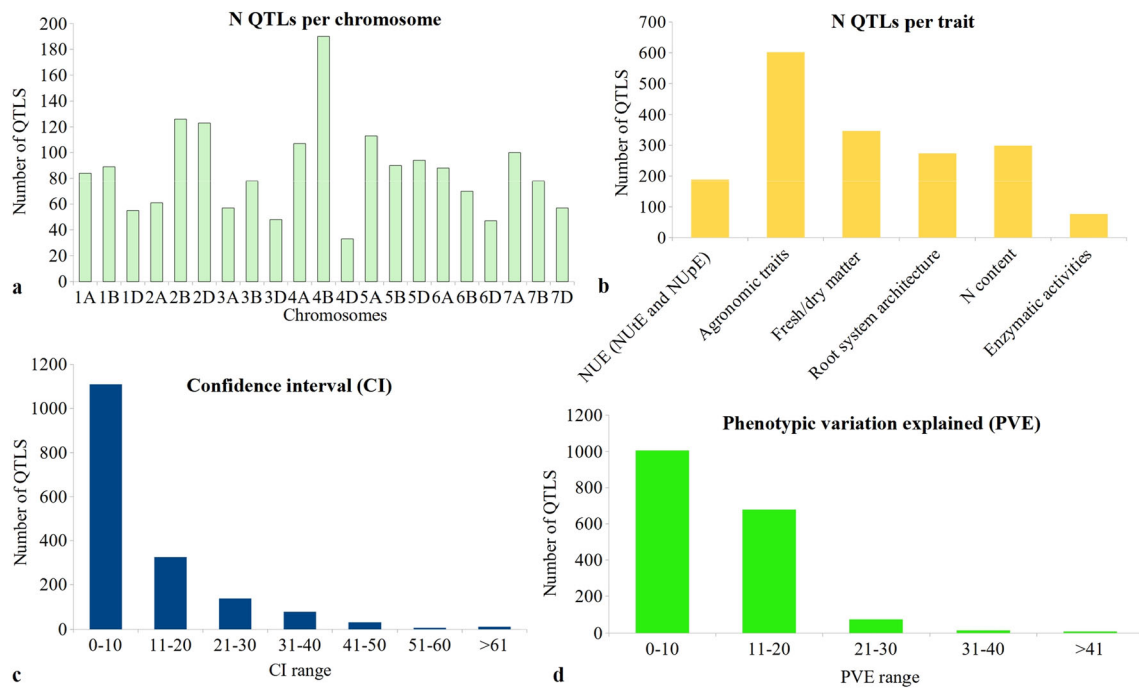 N QTLs per chromosome
Number of QTLS
200
180
160
140
120
100
80
60
40
20
0
1A 1B 1D 2A 2B 2D 3A 3B 3D 4A 4B 4D 5A 5B 5D 6A 6B 6D 7A 7B 7D
Chromosomes
a
N QTLs per trait
Number of QTLS
700
600
500
400
300
200
100
0
NUE (NUtE and NUpE)
Agronomic traits
Fresh/dry matter
Root system architecture
N content
Enzymatic activities
b
Confidence interval (CI)
Number of QTLS
1200
1000
800
600
400
200
0
0-10 11-20 21-30 31-40 41-50 51-60 >61
CI range
c
Phenotypic variation explained (PVE)
Number of QTLS
1200
1000
800
600
400
200
0
0-10 11-20 21-30 31-40 >41
PVE range
d